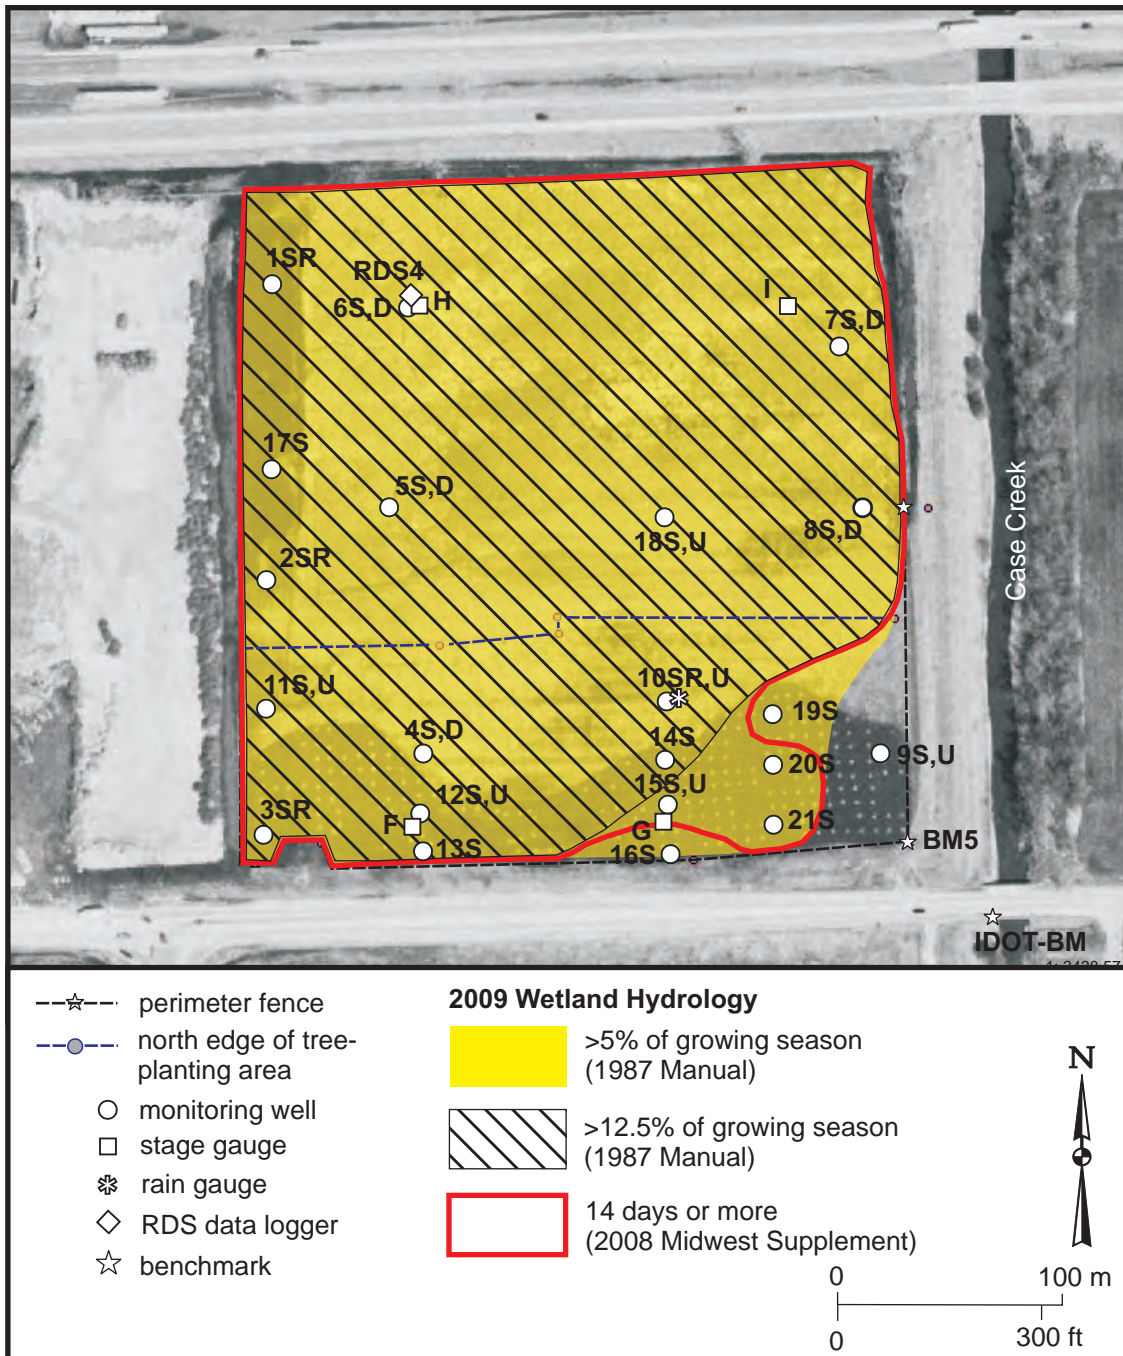 1SR
RDS4
6S,D
H
I
7S,D
17S
5S,D
18S,U
8S,D
Case Creek
2SR
11S,U
10SR,U
19S
4S,D
14S
20S
9S,U
12S,U
15S,U
3SR
F
13S
G
21S
16S
BM5
IDOT-BM
perimeter fence
north edge of tree-
planting area
monitoring well
stage gauge
rain gauge
RDS data logger
benchmark
2009 Wetland Hydrology
>5% of growing season
(1987 Manual)
>12.5% of growing season
(1987 Manual)
14 days or more
(2008 Midwest Supplement)
N
0 100 m
0 300 ft